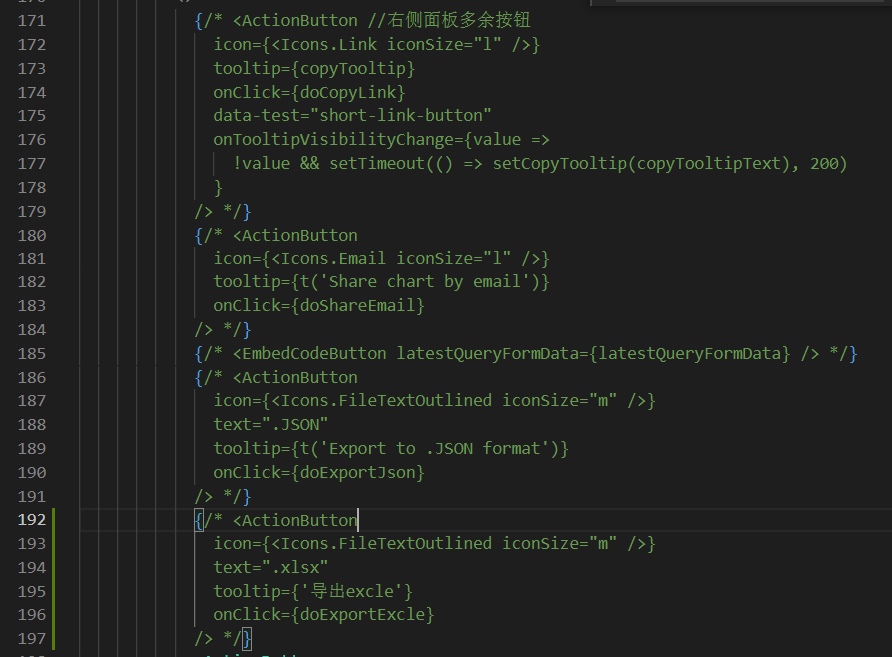 171 {/* <ActionButton //右侧面板多余按钮
172 icon={<Icons.Link iconSize="l" />}
173 tooltip={copyTooltip}
174 onClick={doCopyLink}
175 data-test="short-link-button"
176 onTooltipVisibilityChange={value =>
177 !value && setTimeout(() => setCopyTooltip(copyTooltipText), 200)
178 }
179 /> */}
180 {/* <ActionButton
181 icon={<Icons.Email iconSize="l" />}
182 tooltip={t('Share chart by email')}
183 onClick={doShareEmail}
184 /> */}
185 {/* <EmbedCodeButton latestQueryFormData={latestQueryFormData} /> */}
186 {/* <ActionButton
187 icon={<Icons.FileTextOutlined iconSize="m" />}
188 text=".JSON"
189 tooltip={t('Export to .JSON format')}
190 onClick={doExportJson}
191 /> */}
192 {/* <ActionButton
193 icon={<Icons.FileTextOutlined iconSize="m" />}
194 text=".xlsx"
195 tooltip={'导出excle'}
196 onClick={doExportExcle}
197 /> */}